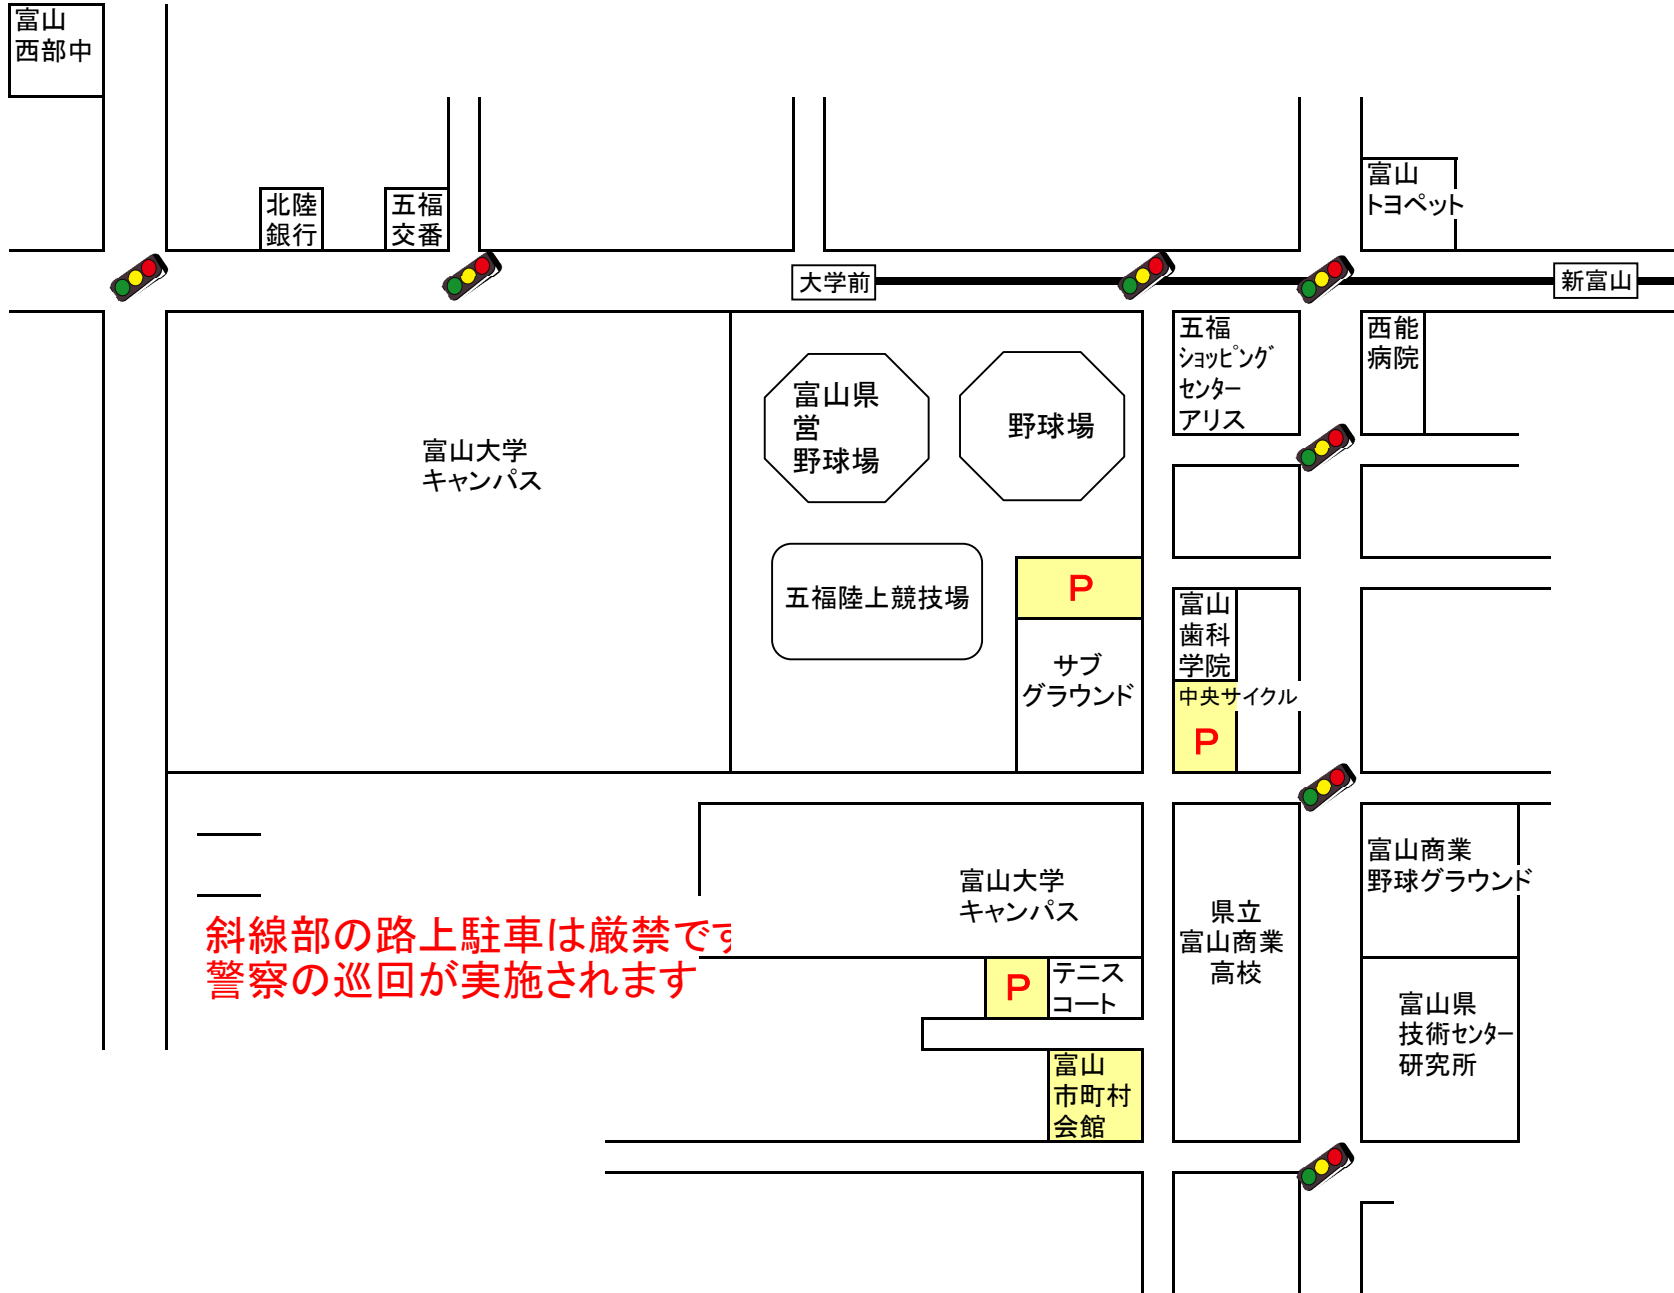 富山
西部中
北陸
銀行
五福
交番
富山
トヨペット
大学前
新富山
五福
ｼｮｯﾋﾟﾝｸﾞ
センター
アリス
西能
病院
富山県
営
野球場
野球場
富山大学
キャンパス
五福陸上競技場
P
サブ
グラウンド
富山
歯科
学院
中央サイクル
P
富山大学
キャンパス
県立
富山商業
高校
富山商業
野球グラウンド
斜線部の路上駐車は厳禁です
警察の巡回が実施されます
P
テニス
コート
富山県
技術センター
研究所
富山
市町村
会館